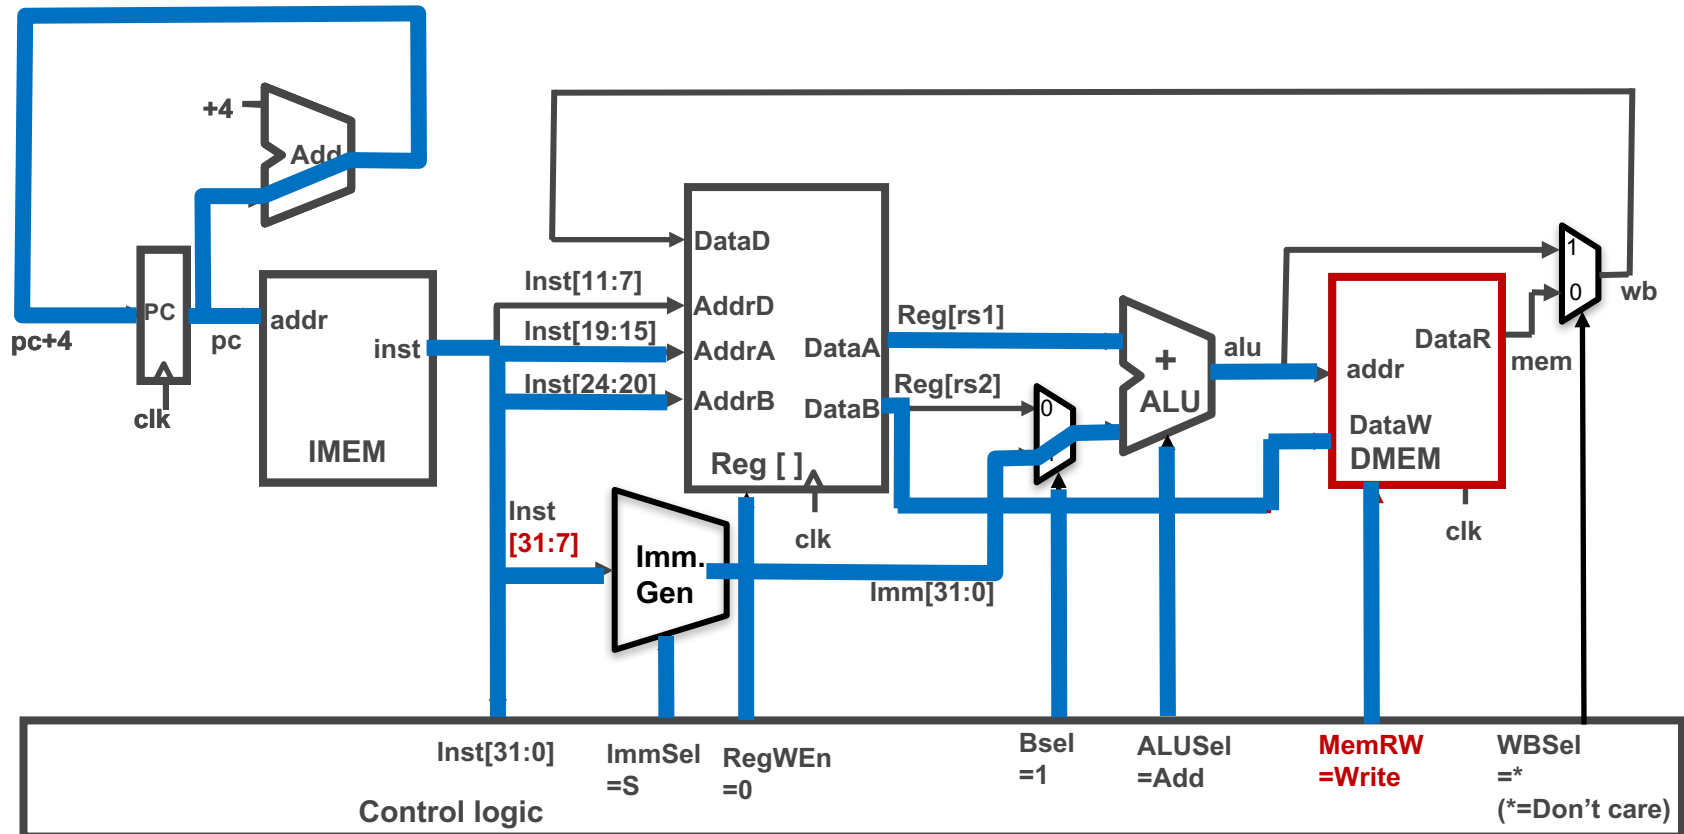 +4
Add
DataD
Inst[11:7]
AddrD
1
0
wb
PC
addr
Inst[19:15]
Reg[rs1]
pc+4
pc
inst
AddrA
DataA
+
alu
DataR
mem
Inst[24:20]
Reg[rs2]
addr
clk
AddrB
DataB
0
ALU
DataW
IMEM
Reg [ ]
DMEM
Inst
[31:7]
clk
clk
Imm.
Gen
Imm[31:0]
Inst[31:0]
ImmSel
=S
RegWEn
=0
Bsel
=1
ALUSel
=Add
MemRW
=Write
WBSel
=*
(*=Don't care)
Control logic